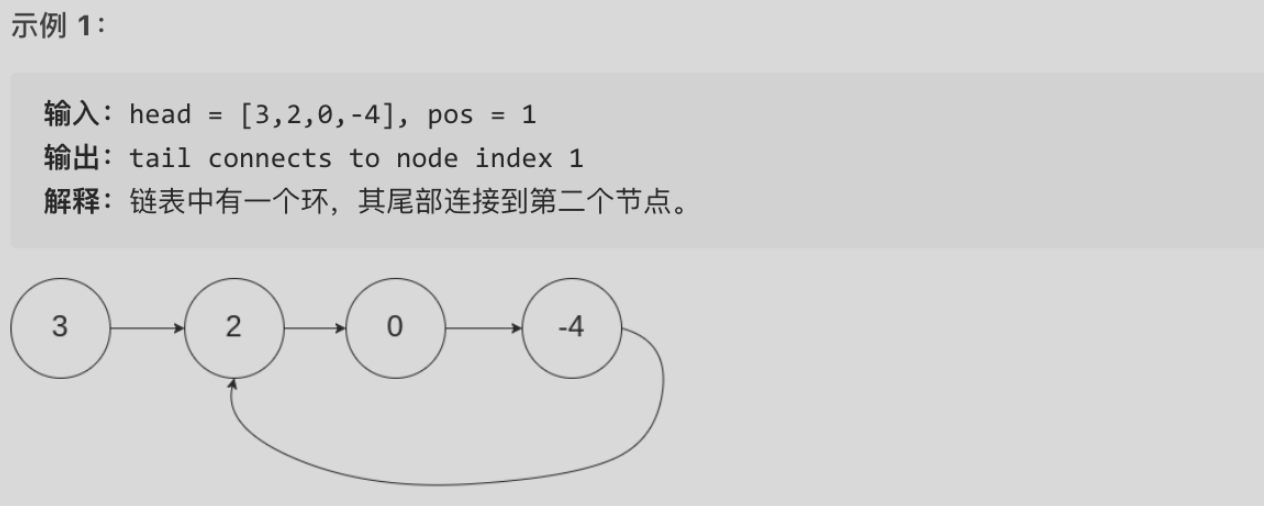 示例 1：
输入：head = [3,2,0,-4], pos = 1
输出：tail connects to node index 1
解释：链表中有一个环，其尾部连接到第二个节点。
3 2 0 -4